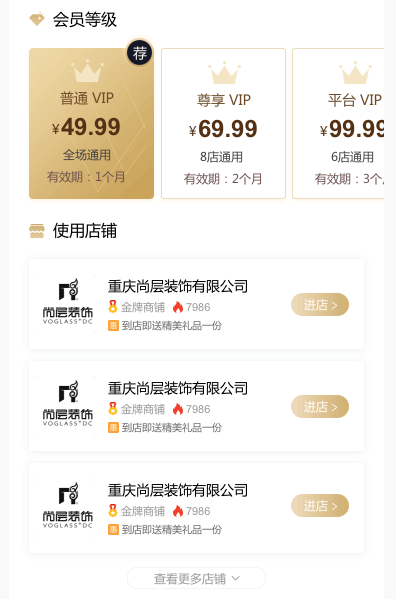 会员等级
荐
普通 VIP
¥49.99
全场通用
有效期：1个月
尊享 VIP
¥69.99
8店通用
有效期：2个月
平台 VIP
¥99.99
6店通用
有效期：3个
使用店铺
尚层装饰
VOGLASS°DC
重庆尚层装饰有限公司
金牌商铺 7986
惠 到店即送精美礼品一份
进店 >
尚层装饰
VOGLASS°DC
重庆尚层装饰有限公司
金牌商铺 7986
惠 到店即送精美礼品一份
进店 >
尚层装饰
VOGLASS°DC
重庆尚层装饰有限公司
金牌商铺 7986
惠 到店即送精美礼品一份
进店 >
查看更多店铺